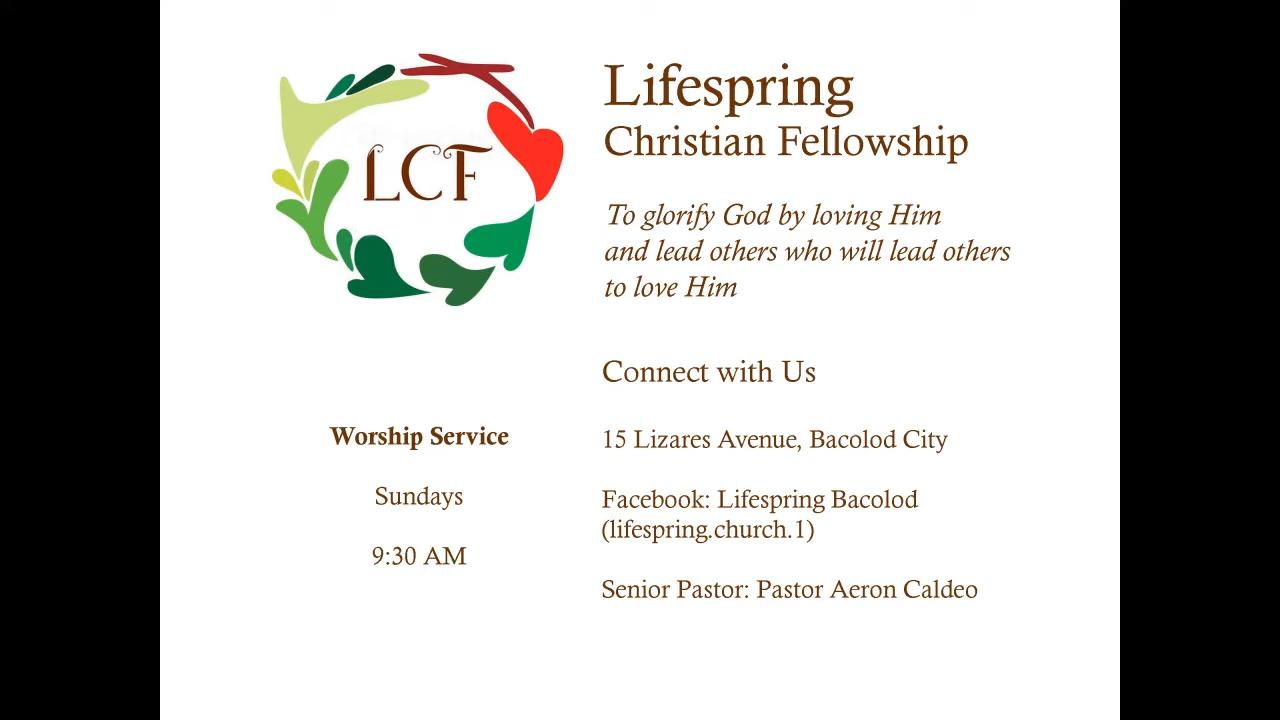 LCF
Lifespring
Christian Fellowship
To glorify God by loving Him
and lead others who will lead others
to love Him
Worship Service
Sundays
9:30 AM
Connect with Us
15 Lizares Avenue, Bacolod City
Facebook: Lifespring Bacolod
(lifespring.church.1)
Senior Pastor: Pastor Aeron Caldeo